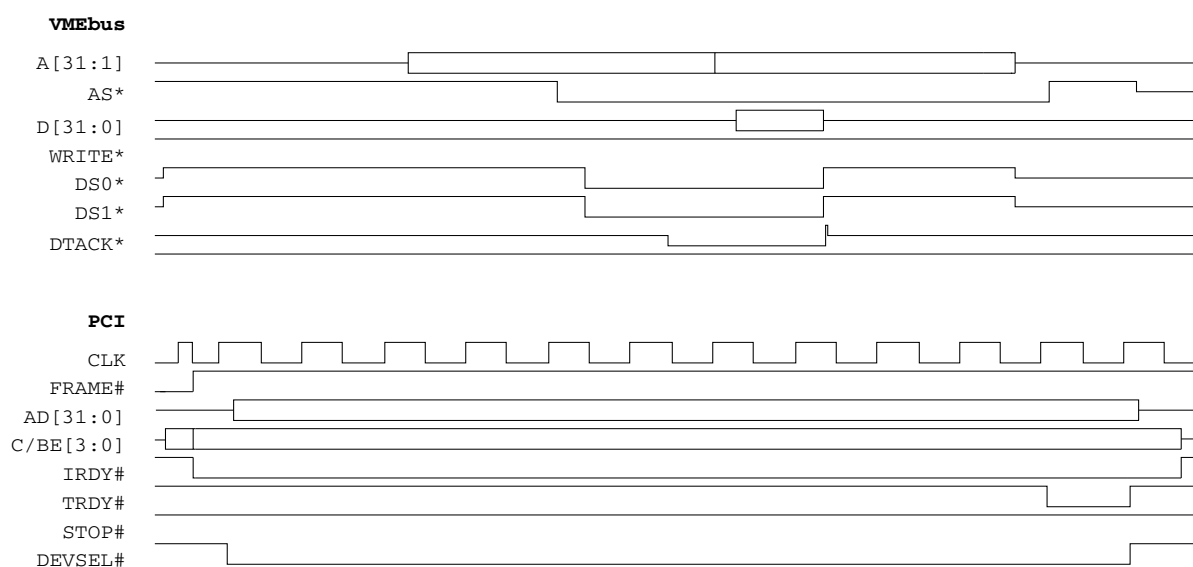 VMEbus
A[31:1]
AS*
D[31:0]
WRITE*
DS0*
DS1*
DTACK*
PCI
CLK
FRAME#
AD[31:0]
C/BE[3:0]
IRDY#
TRDY#
STOP#
DEVSEL#